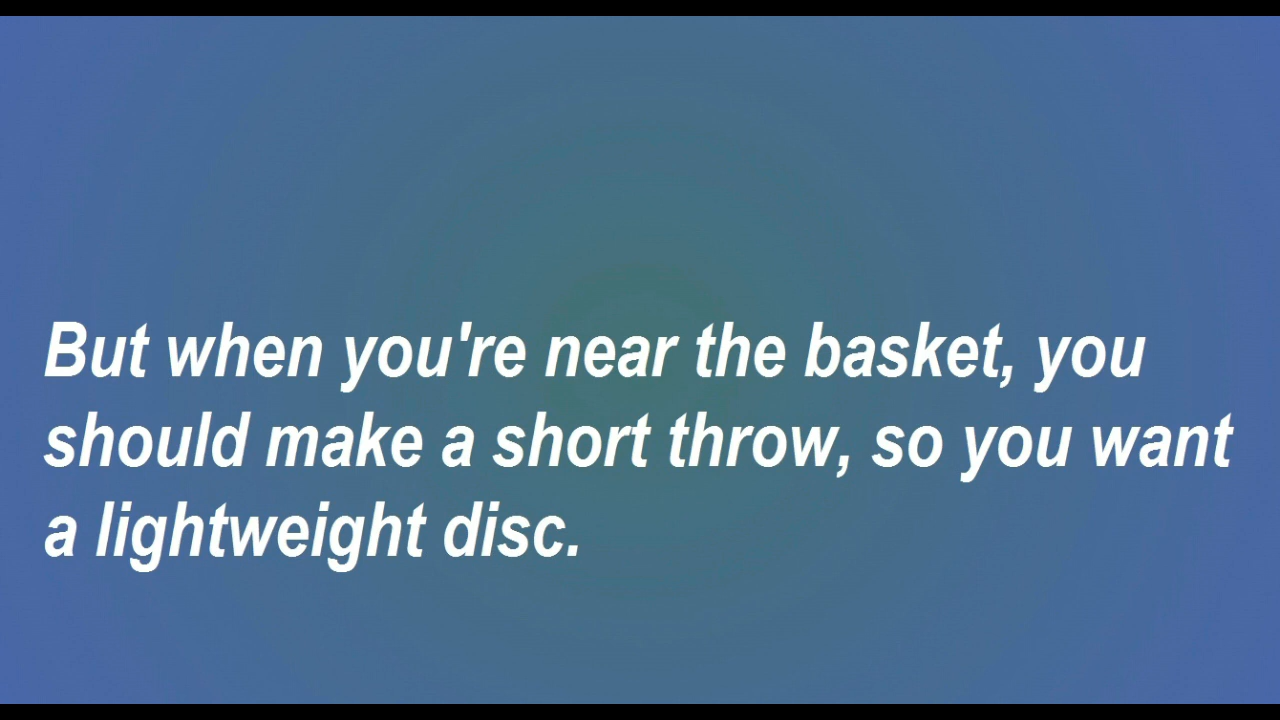 But when you're near the basket, you
should make a short throw, so you want
a lightweight disc.